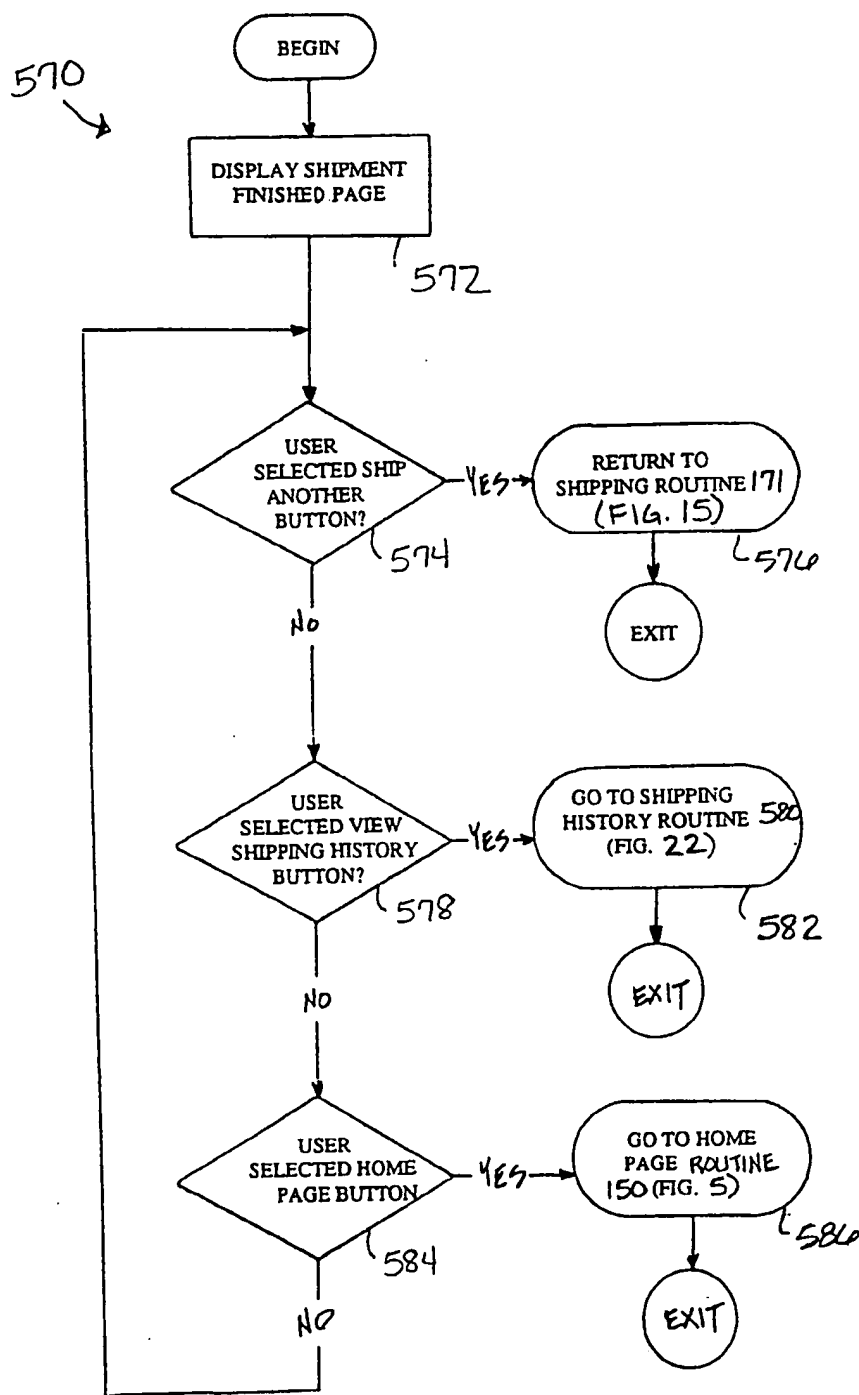 BEGIN
570
DISPLAY SHIPMENT
FINISHED PAGE
572
USER
SELECTED SHIP
ANOTHER
BUTTON?
YES
RETURN TO
SHIPPING ROUTINE 171
(FIG. 15)
574
576
NO
EXIT
USER
SELECTED VIEW
SHIPPING HISTORY
BUTTON?
YES
GO TO SHIPPING
HISTORY ROUTINE 580
(FIG. 22)
578
582
NO
EXIT
USER
SELECTED HOME
PAGE BUTTON
YES
GO TO HOME
PAGE ROUTINE
150 (FIG. 5)
584
586
NO
EXIT